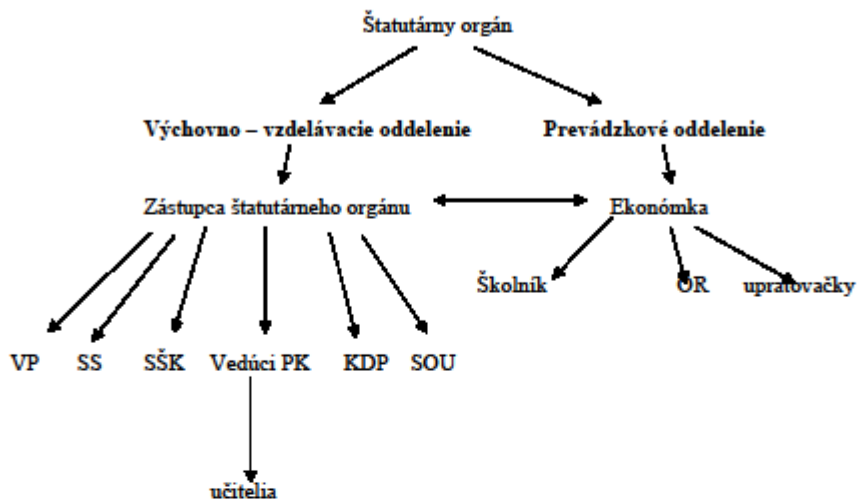 Štatutárny orgán
Výchovno – vzdelávacie oddelenie Prevádzkové oddelenie
Zástupca štatutárneho orgánu Ekonómka
Školník OR upratovačky
VP SS SŠK Vedúci PK KDP SOU
učitelia